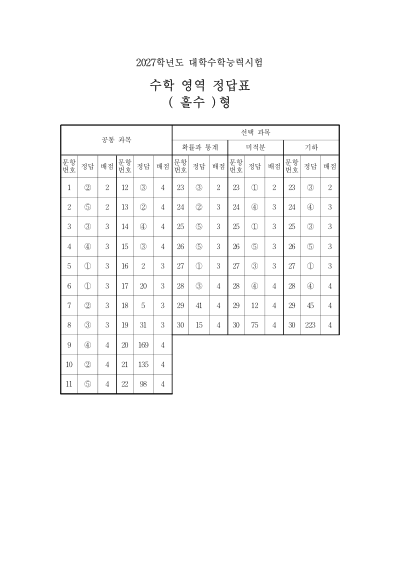 2027학년도 대학수학능력시험
수학 영역 정답표
( 홀수 ) 형
공통 과목 선택 과목
확률과 통계 미적분 기하
문항 번호 정답 배점 문항 번호 정답 배점 문항 번호 정답 배점 문항 번호 정답 배점 문항 번호 정답 배점
1 ② 2 12 ③ 4 23 ③ 2 23 ① 2 23 ③ 2
2 ⑤ 2 13 ② 4 24 ② 3 24 ④ 3 24 ④ 3
3 ③ 3 14 ④ 4 25 ⑤ 3 25 ① 3 25 ③ 3
4 ④ 3 15 ③ 4 26 ⑤ 3 26 ⑤ 3 26 ⑤ 3
5 ① 3 16 2 3 27 ① 3 27 ③ 3 27 ① 3
6 ① 3 17 20 3 28 ③ 4 28 ④ 4 28 ④ 4
7 ② 3 18 5 3 29 41 4 29 12 4 29 45 4
8 ③ 3 19 31 3 30 15 4 30 75 4 30 223 4
9 ④ 4 20 169 4
10 ② 4 21 135 4
11 ⑤ 4 22 98 4